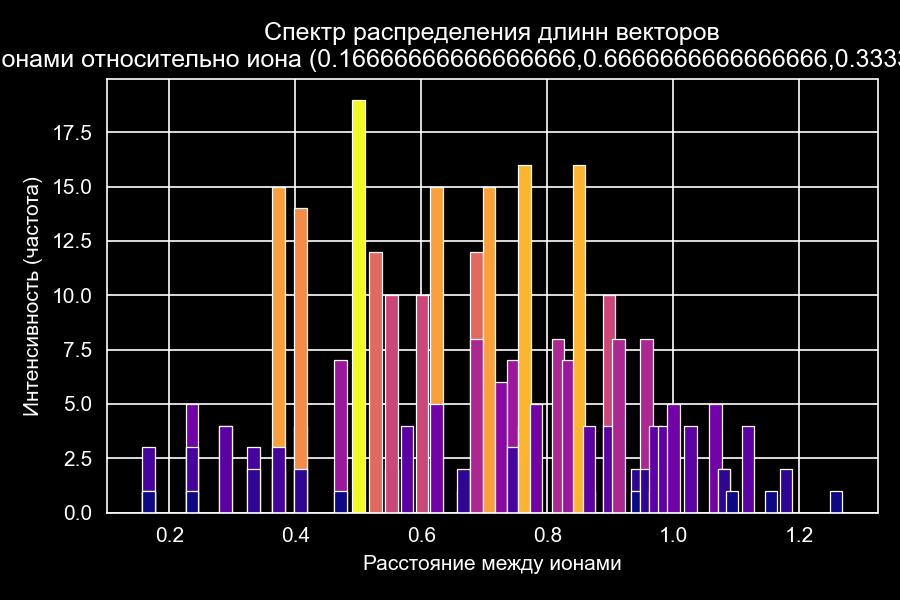 Спектр распределения длинн векторов
онами относительно иона (0.16666666666666666,0.6666666666666666,0.333
17.5
15.0
12.5
10.0
7.5
5.0
2.5
0.0
Интенсивность (частота)
0.2 0.4 0.6 0.8 1.0 1.2
Расстояние между ионами